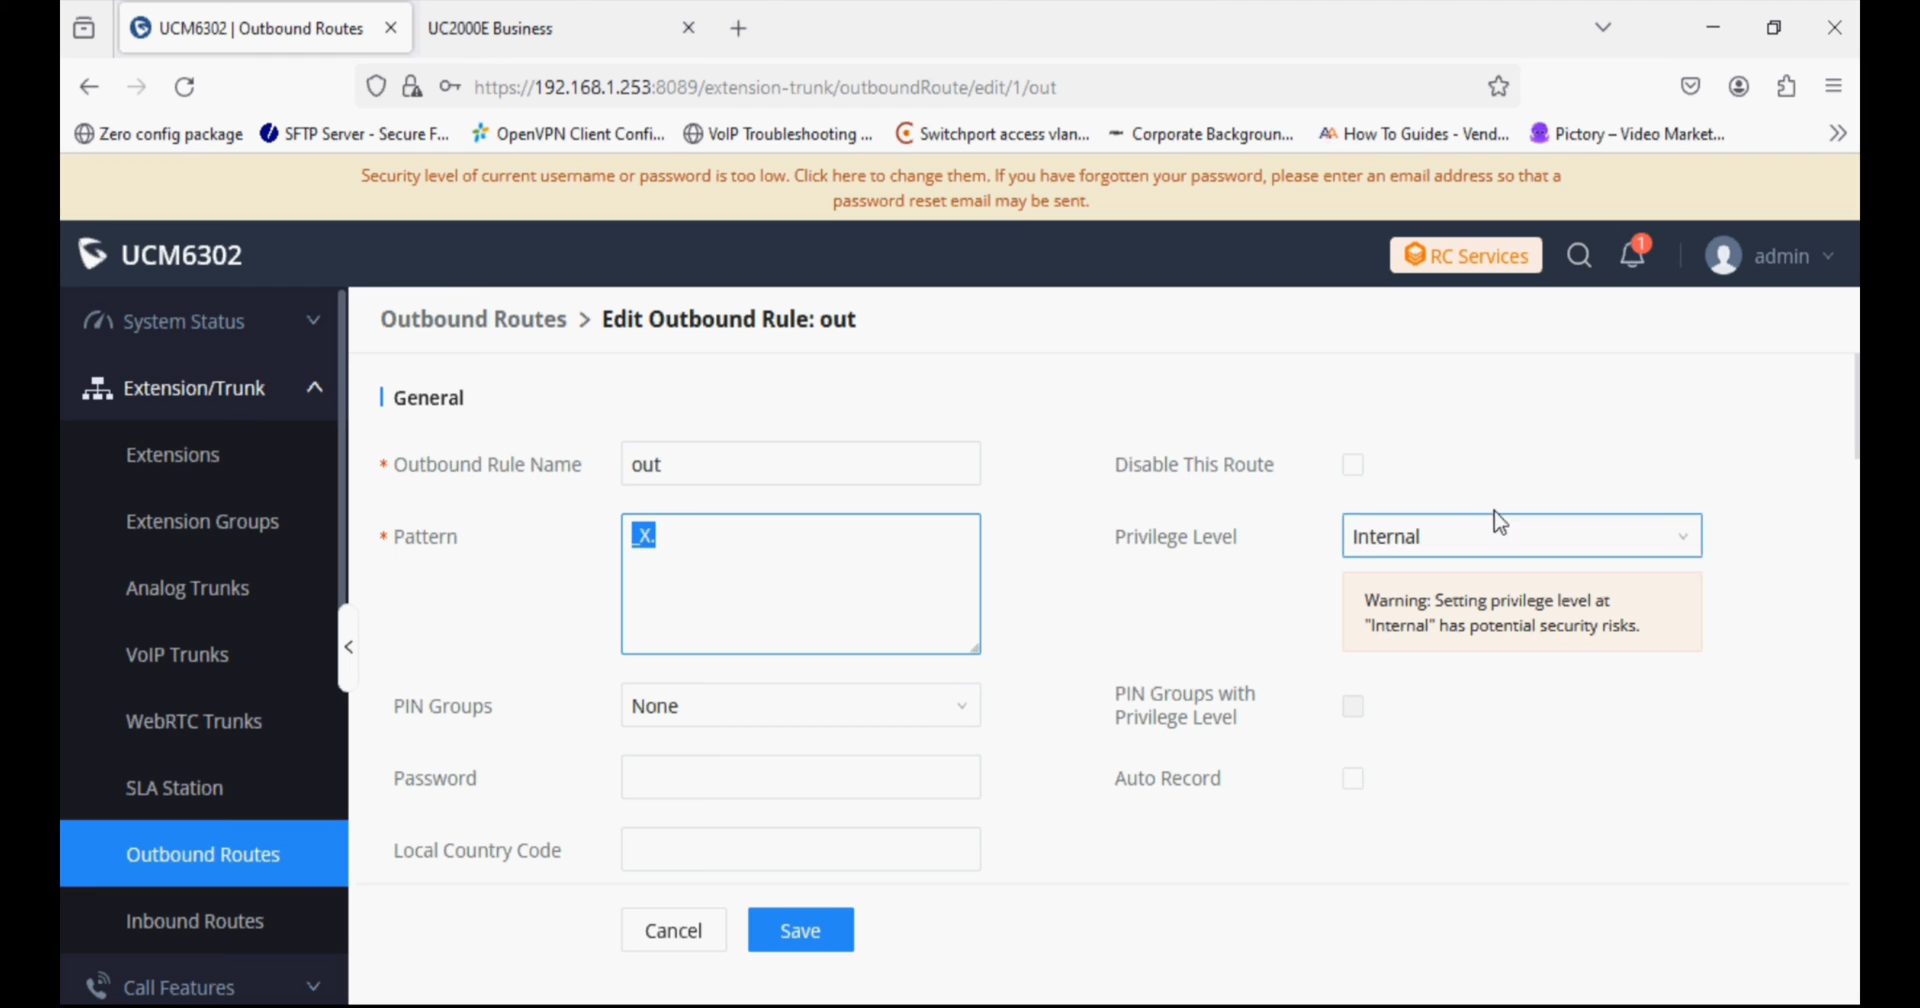 UCM6302 | Outbound Routes
UC2000E Business
https://192.168.1.253:8089/extension-trunk/outboundRoute/edit/1/out
Zero config package
SFTP Server - Secure F...
OpenVPN Client Confi...
VoIP Troubleshooting ...
Switchport access vlan...
Corporate Backgroun...
How To Guides - Vend...
Pictory – Video Market...
Security level of current username or password is too low. Click here to change them. If you have forgotten your password, please enter an email address so that a
password reset email may be sent.
UCM6302
RC Services
1
admin
System Status
Extension/Trunk
Extensions
Extension Groups
Analog Trunks
VoIP Trunks
WebRTC Trunks
SLA Station
Outbound Routes
Inbound Routes
Call Features
Outbound Routes > Edit Outbound Rule: out
General
* Outbound Rule Name
out
Disable This Route
* Pattern
_X.
Privilege Level
Internal
Warning: Setting privilege level at
"Internal" has potential security risks.
PIN Groups
None
PIN Groups with
Privilege Level
Password
Auto Record
Local Country Code
Cancel
Save